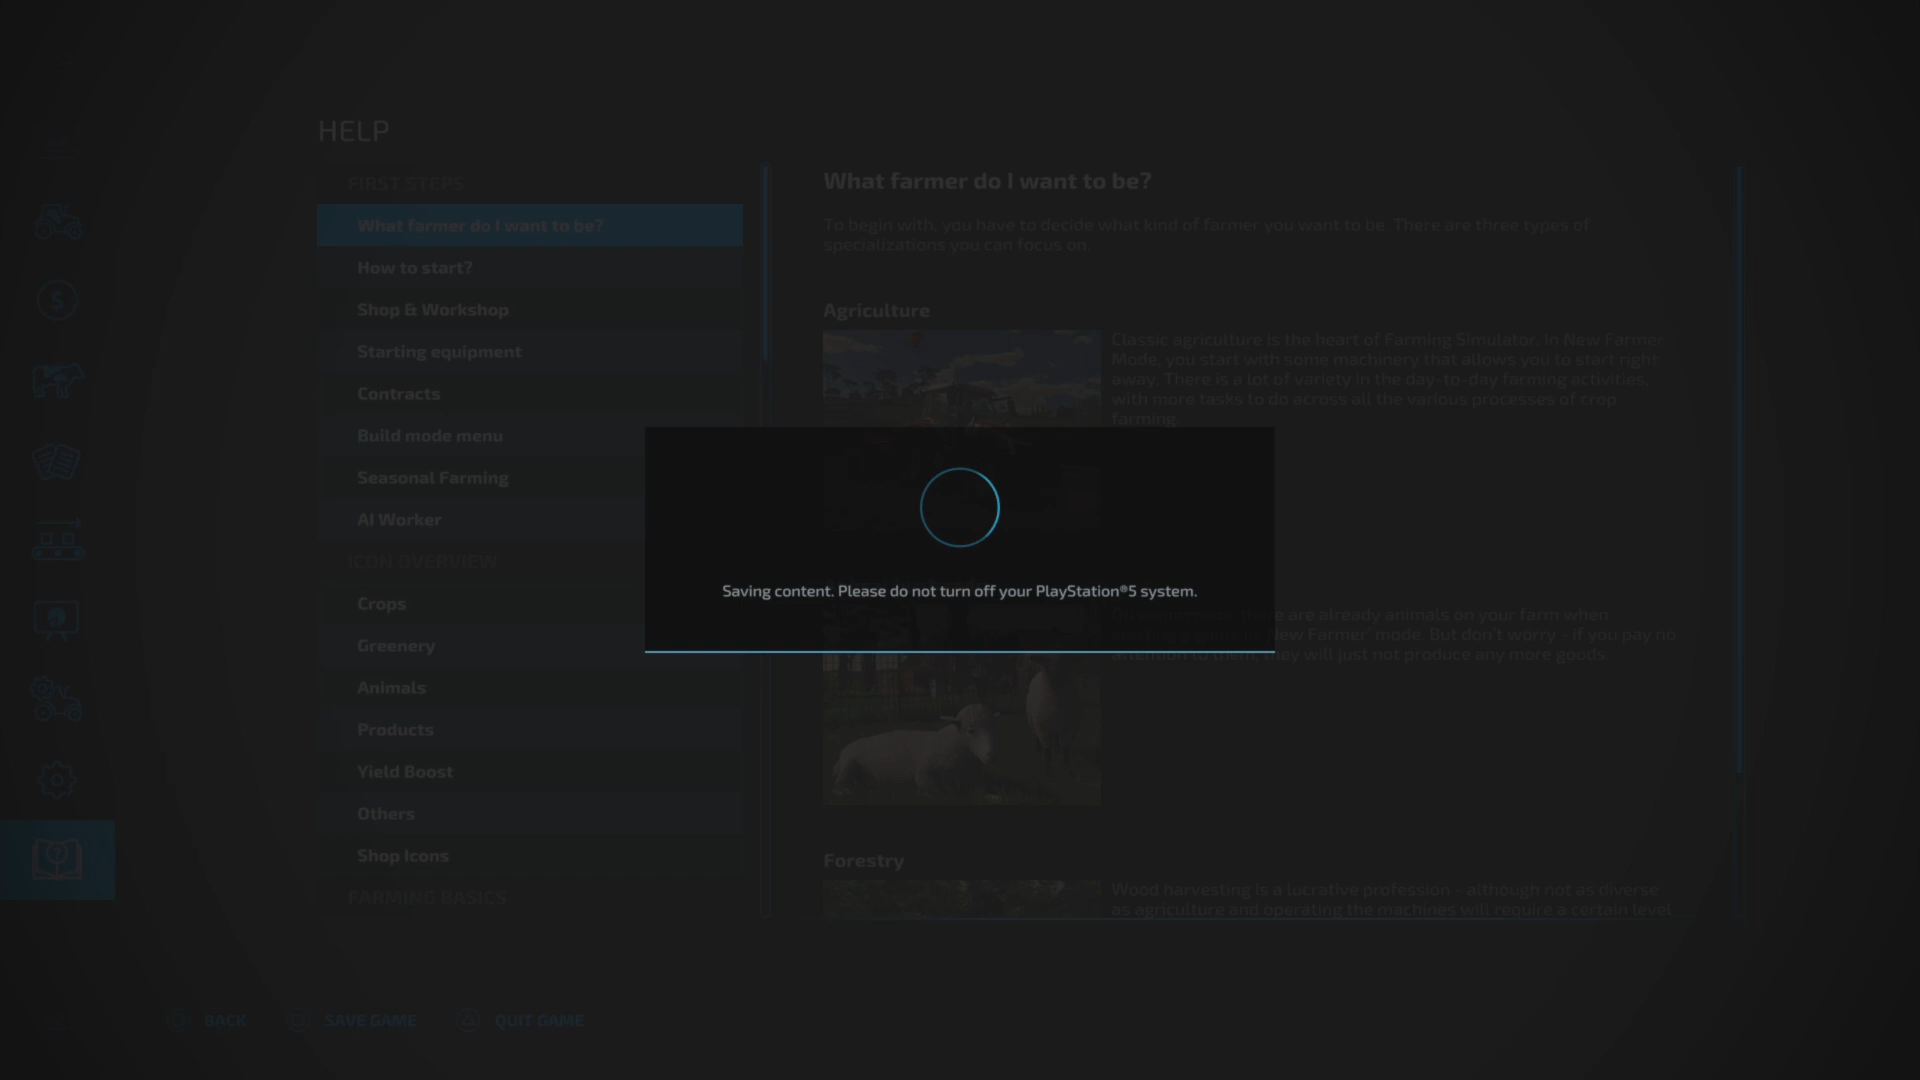 HELP
FIRST STEPS
What farmer do I want to be?
How to start?
Shop & Workshop
Starting equipment
Contracts
Build mode menu
Seasonal Farming
AI Worker
ICON OVERVIEW
Crops
Greenery
Animals
Products
Yield Boost
Others
Shop Icons
FARMING BASICS
What farmer do I want to be?
To begin with, you have to decide what kind of farmer you want to be. There are three types of
specializations you can focus on.
Agriculture
Classic agriculture is the heart of Farming Simulator. In New Farmer
Mode, you start with some machinery that allows you to start right
away. There is a lot of variety in the day-to-day farming activities,
with more tasks to do across all the various processes of crop
farming.
Saving content. Please do not turn off your PlayStation®5 system.
are already animals on your farm when
New Farmer' mode. But don't worry - if you pay no
attention to them, they will just not produce any more goods.
Forestry
Wood harvesting is a lucrative profession - although not as diverse
as agriculture and operating the machines will require a certain level
BACK
SAVE GAME
QUIT GAME